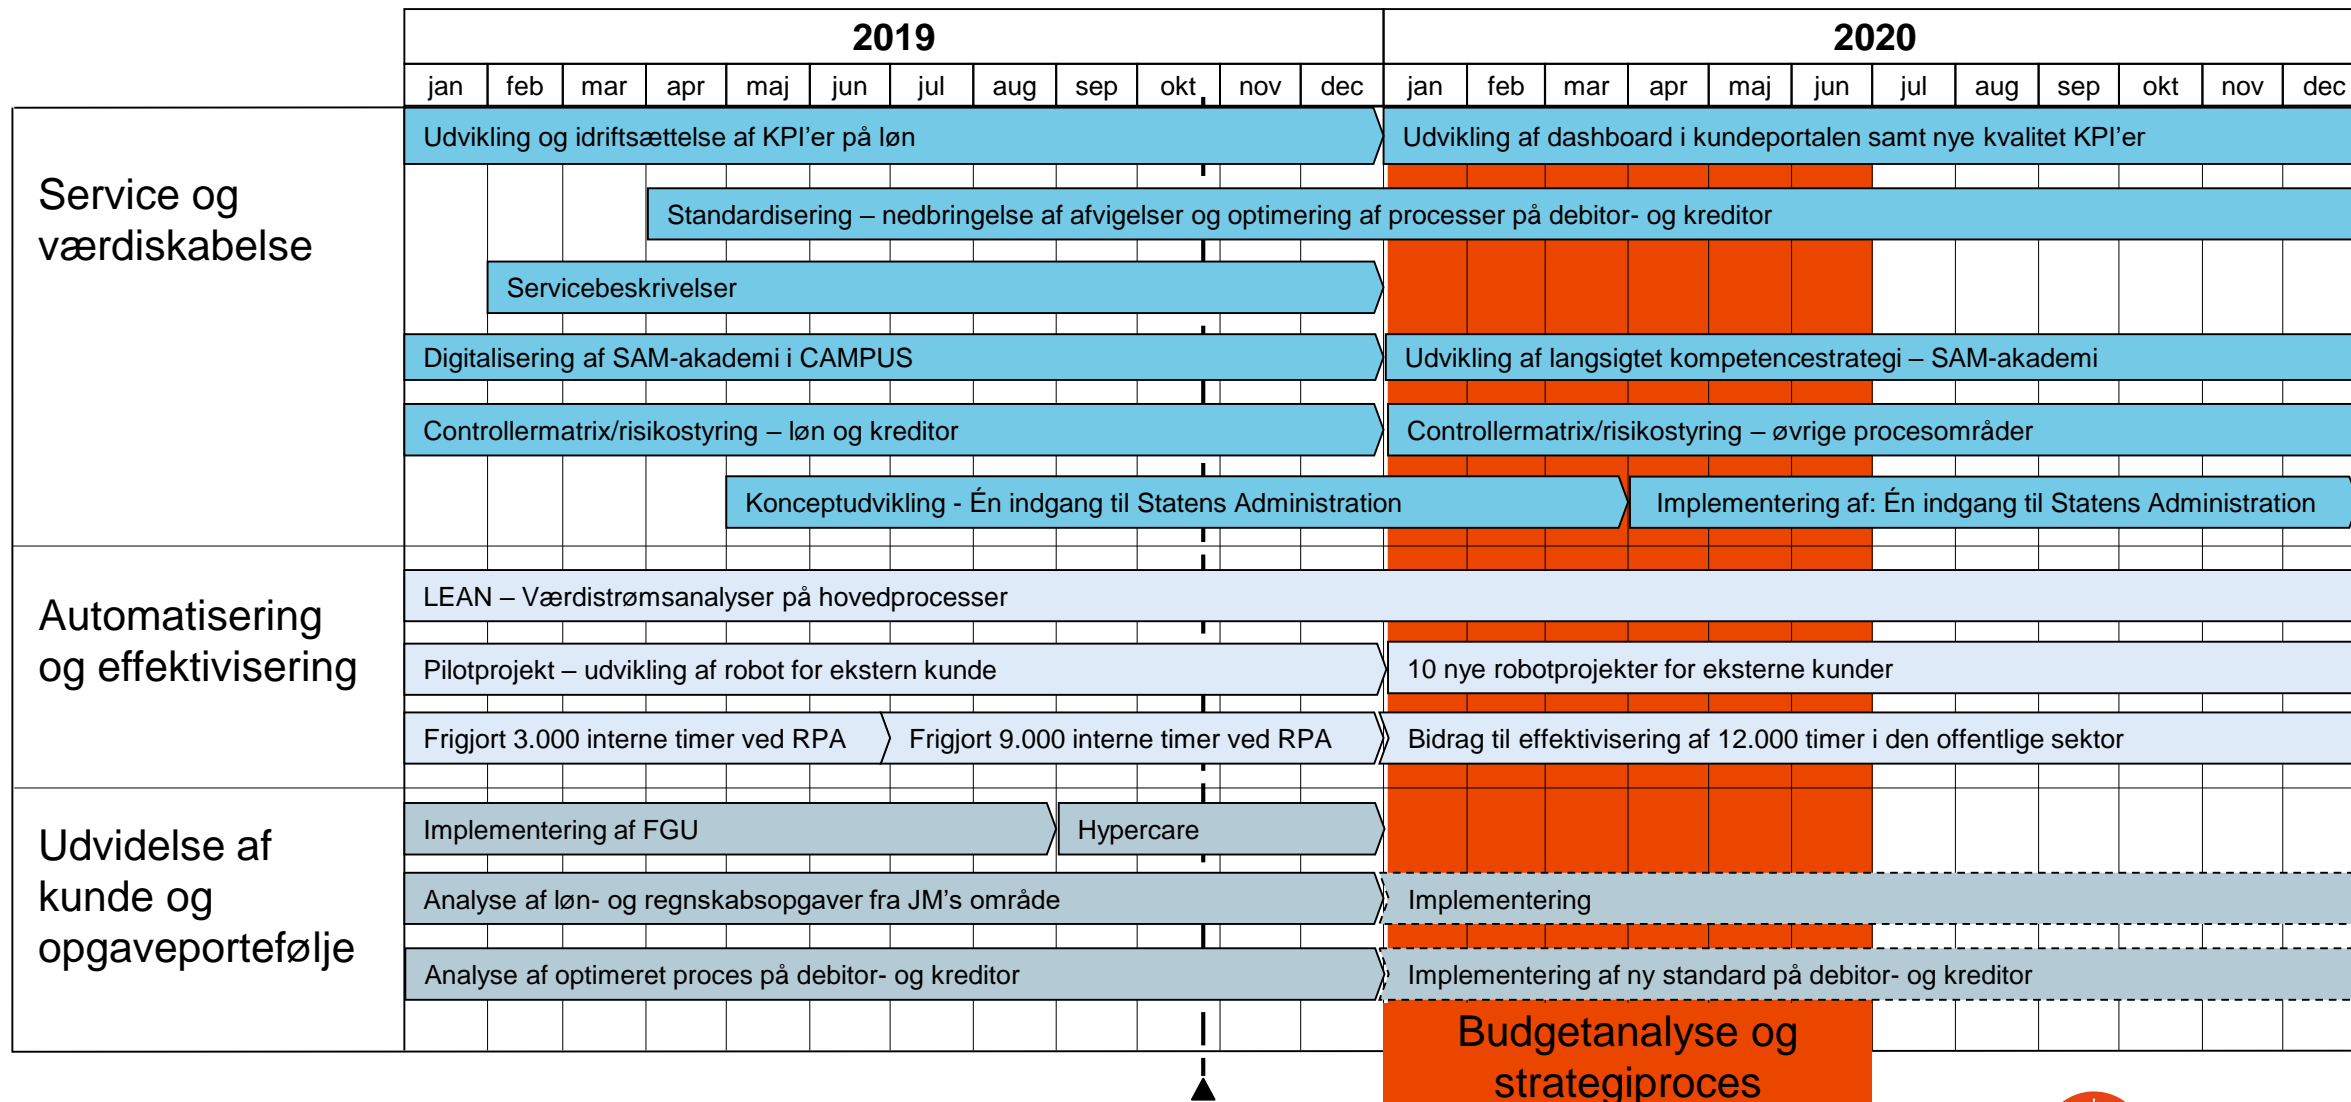 2019
2020
jan feb mar apr maj jun jul aug sep okt nov dec jan feb mar apr maj jun jul aug sep okt nov dec
Service og
værdiskabelse
Udvikling og idriftsættelse af KPI’er på løn
Udvikling af dashboard i kundeportalen samt nye kvalitet KPI’er
Standardisering – nedbringelse af afvigelser og optimering af processer på debitor- og kreditor
Servicebeskrivelser
Digitalisering af SAM-akademi i CAMPUS
Udvikling af langsigtet kompetencestrategi – SAM-akademi
Controllermatrix/risikostyring – løn og kreditor
Controllermatrix/risikostyring – øvrige procesområder
Konceptudvikling - Én indgang til Statens Administration
Implementering af: Én indgang til Statens Administration
Automatisering
og effektivisering
LEAN – Værdistrømsanalyser på hovedprocesser
Pilotprojekt – udvikling af robot for ekstern kunde
10 nye robotprojekter for eksterne kunder
Frigjort 3.000 interne timer ved RPA
Frigjort 9.000 interne timer ved RPA
Bidrag til effektivisering af 12.000 timer i den offentlige sektor
Udvidelse af
kunde og
opgaveportefølje
Implementering af FGU
Hypercare
Analyse af løn- og regnskabsopgaver fra JM’s område
Implementering
Analyse af optimeret proces på debitor- og kreditor
Implementering af ny standard på debitor- og kreditor
Budgetanalyse og
strategiproces